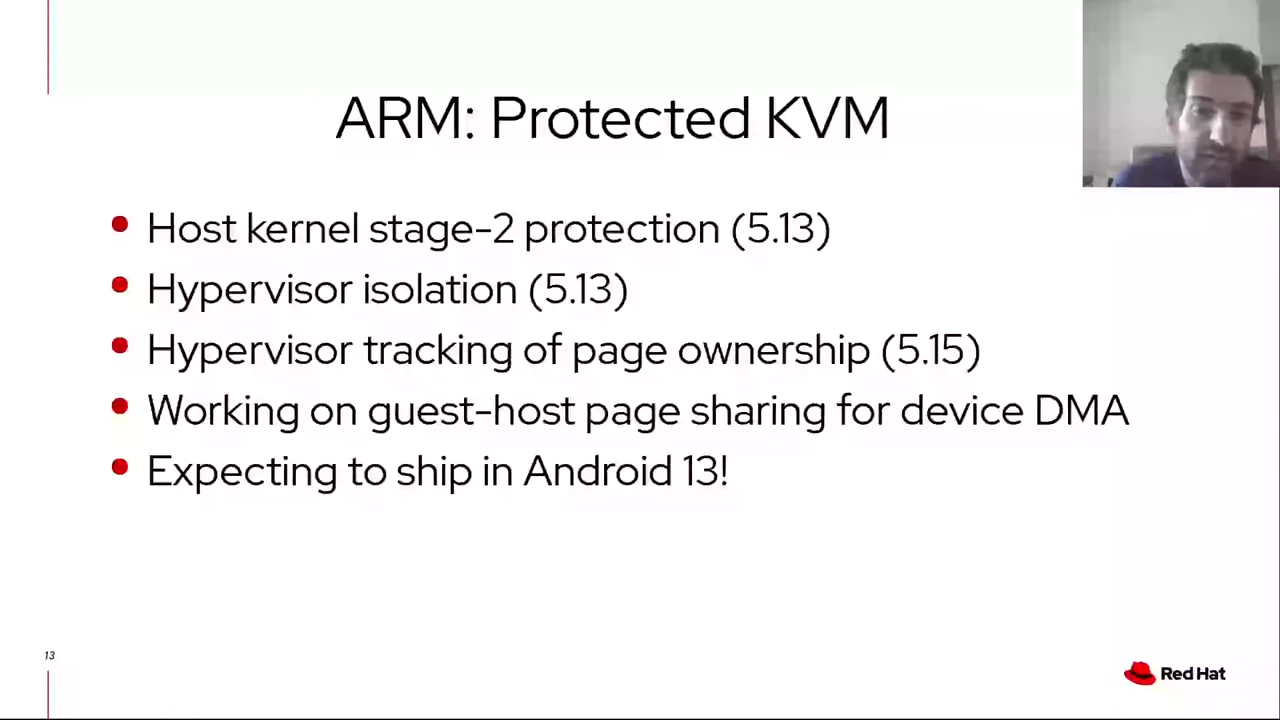 ARM: Protected KVM
Host kernel stage-2 protection (5.13)
Hypervisor isolation (5.13)
Hypervisor tracking of page ownership (5.15)
Working on guest-host page sharing for device DMA
Expecting to ship in Android 13!
13
Red Hat